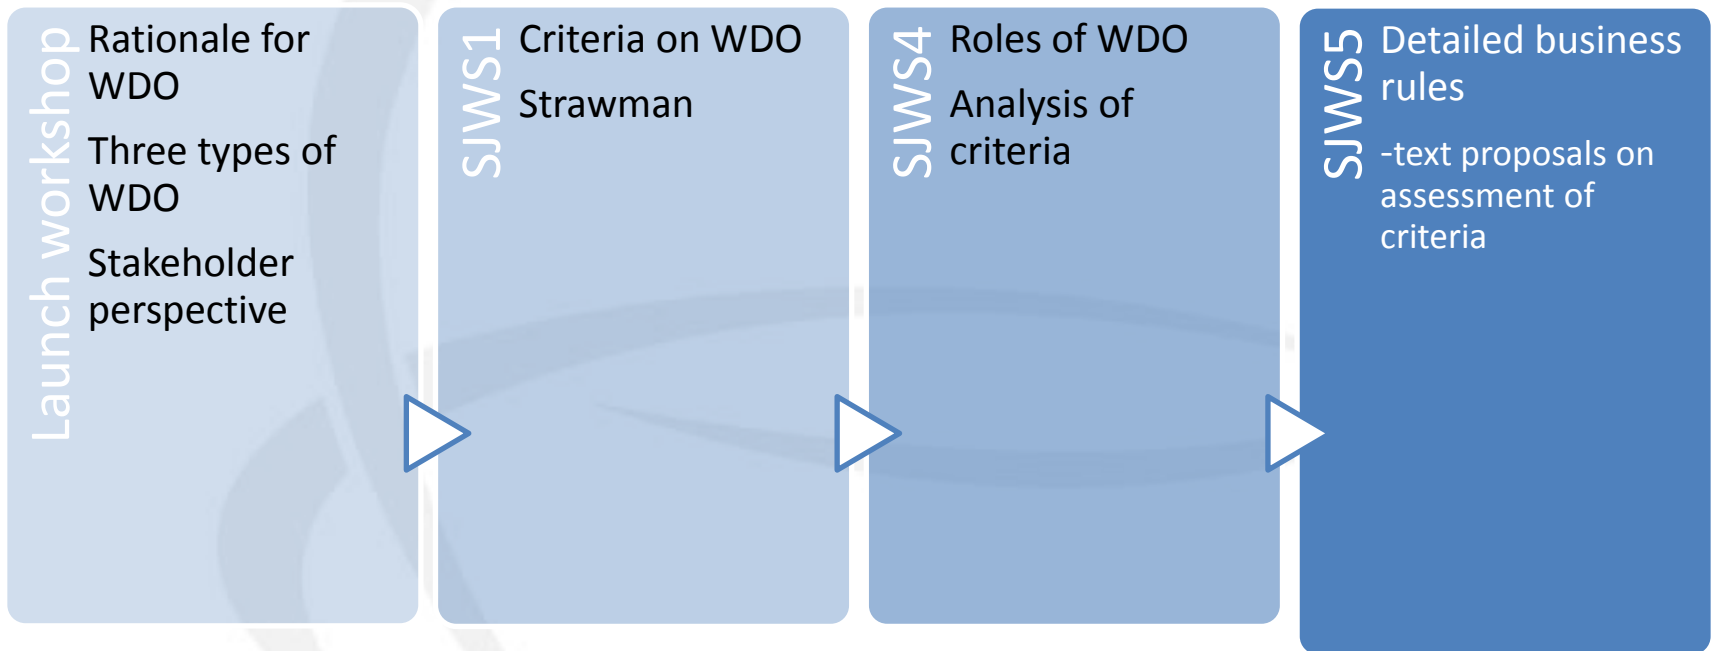 Launch workshop
Rationale for
WDO
Three types of
WDO
Stakeholder
perspective
SJWS1
Criteria on WDO
Strawman
SJWS4
Roles of WDO
Analysis of
criteria
SJWS5
Detailed business
rules
-text proposals on
assessment of
criteria